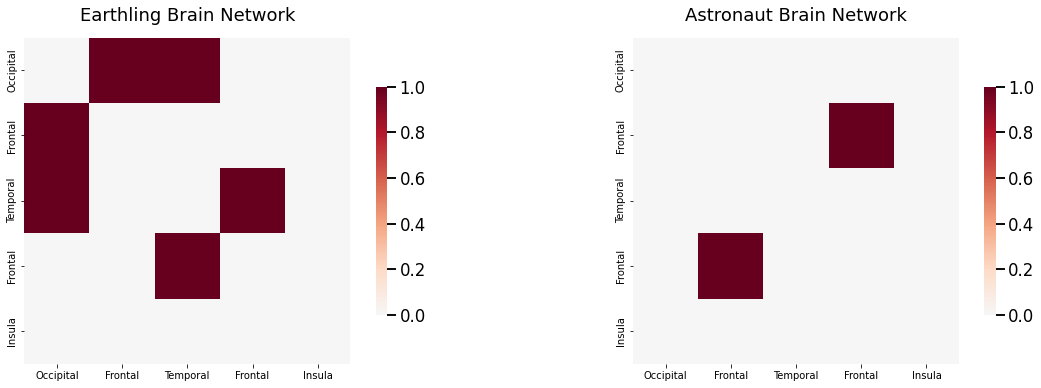 Earthling Brain Network
Occipital
Frontal
Temporal
Frontal
Insula
1.0
0.8
0.6
0.4
0.2
0.0
Occipital Frontal Temporal Frontal Insula
Astronaut Brain Network
Occipital
Frontal
Temporal
Frontal
Insula
1.0
0.8
0.6
0.4
0.2
0.0
Occipital Frontal Temporal Frontal Insula